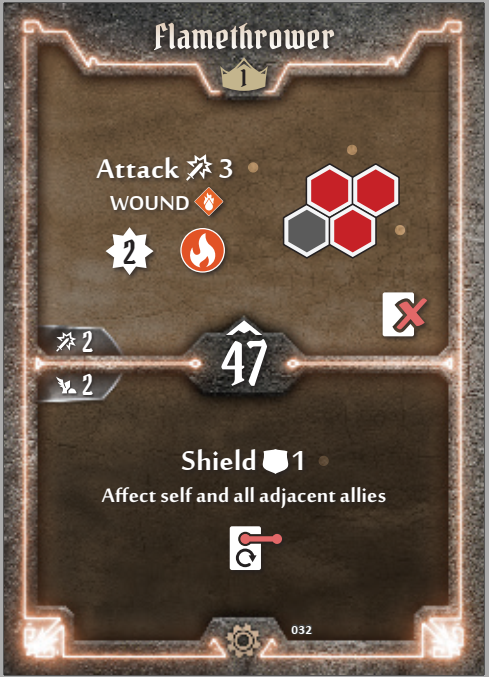 Flamethrower
1
Attack 3
WOUND
2
2
47
2
Shield 1
Affect self and all adjacent allies
032